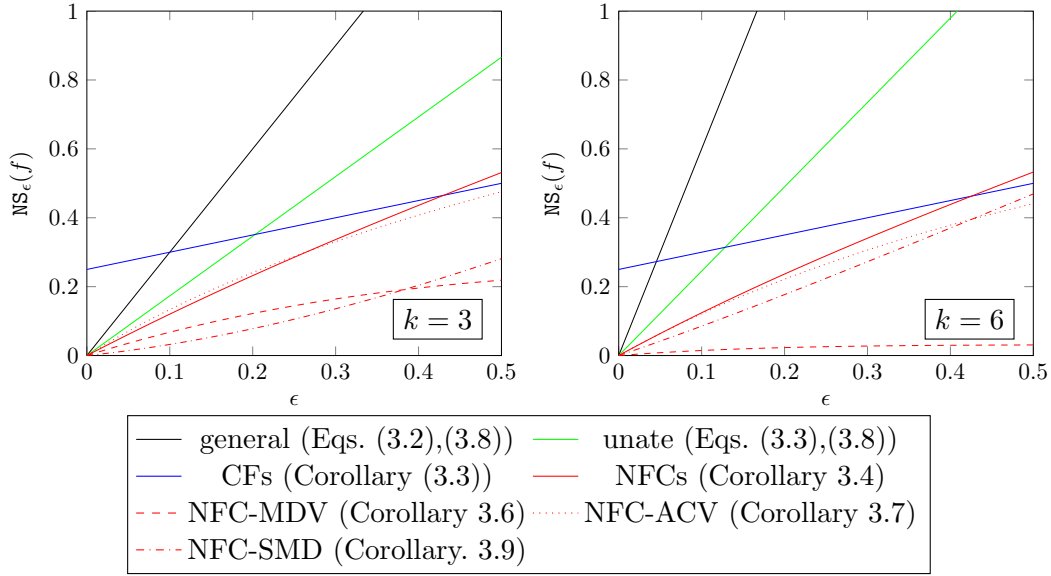 1
0.8
0.6
0.4
0.2
0
0 0.1 0.2 0.3 0.4 0.5
NSϵ(f)
ϵ
k = 3
1
0.8
0.6
0.4
0.2
0
0 0.1 0.2 0.3 0.4 0.5
NSϵ(f)
ϵ
k = 6
general (Eqs. (3.2),(3.8)) unate (Eqs. (3.3),(3.8))
CFs (Corollary (3.3)) NFCs (Corollary 3.4)
NFC-MDV (Corollary 3.6) NFC-ACV (Corollary 3.7)
NFC-SMD (Corollary. 3.9)